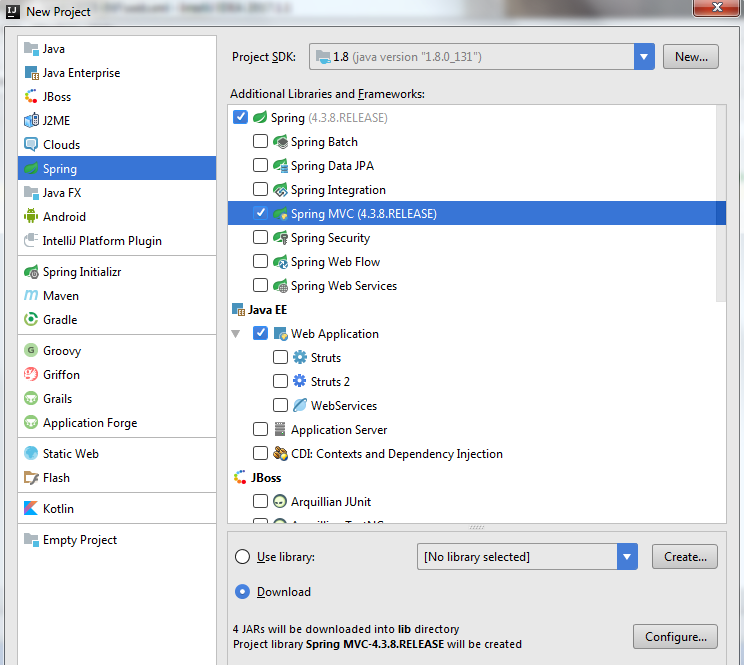 New Project
Java
Java Enterprise
JBoss
J2ME
Clouds
Spring
Java FX
Android
IntelliJ Platform Plugin
Spring Initializr
Maven
Gradle
Groovy
Griffon
Grails
Application Forge
Static Web
Flash
Kotlin
Empty Project
Project SDK: 1.8 (java version "1.8.0_131") New...
Additional Libraries and Frameworks:
Spring (4.3.8.RELEASE)
Spring Batch
Spring Data JPA
Spring Integration
Spring MVC (4.3.8.RELEASE)
Spring Security
Spring Web Flow
Spring Web Services
Java EE
Web Application
Struts
Struts 2
WebServices
Application Server
CDI: Contexts and Dependency Injection
JBoss
Arquillian JUnit
Use library: [No library selected] Create...
Download
4 JARs will be downloaded into lib directory
Project library Spring MVC-4.3.8.RELEASE will be created
Configure...